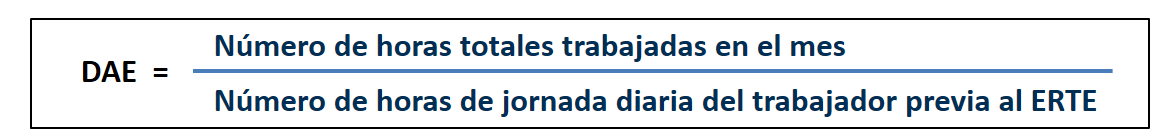 Número de horas totales trabajadas en el mes
DAE =
Número de horas de jornada diaria del trabajador previa al ERTE